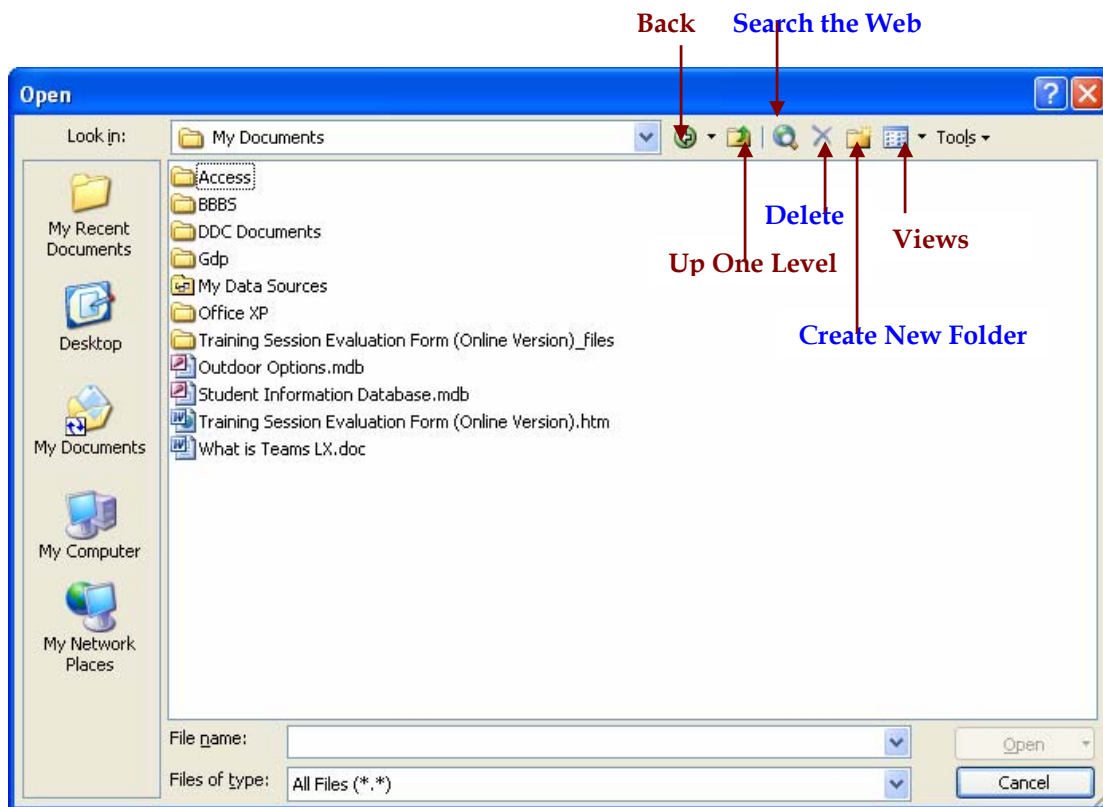 Back Search the Web
Open
Look in: My Documents Tools
Access
BBBS
DDC Documents
Gdp
My Data Sources
Office XP
Training Session Evaluation Form (Online Version)_files
Outdoor Options.mdb
Student Information Database.mdb
Training Session Evaluation Form (Online Version).htm
What is Teams LX.doc
My Recent
Documents
Desktop
My Documents
My Computer
My Network
Places
Delete
Views
Up One Level
Create New Folder
File name:
Open
Files of type: All Files (*.*)
Cancel